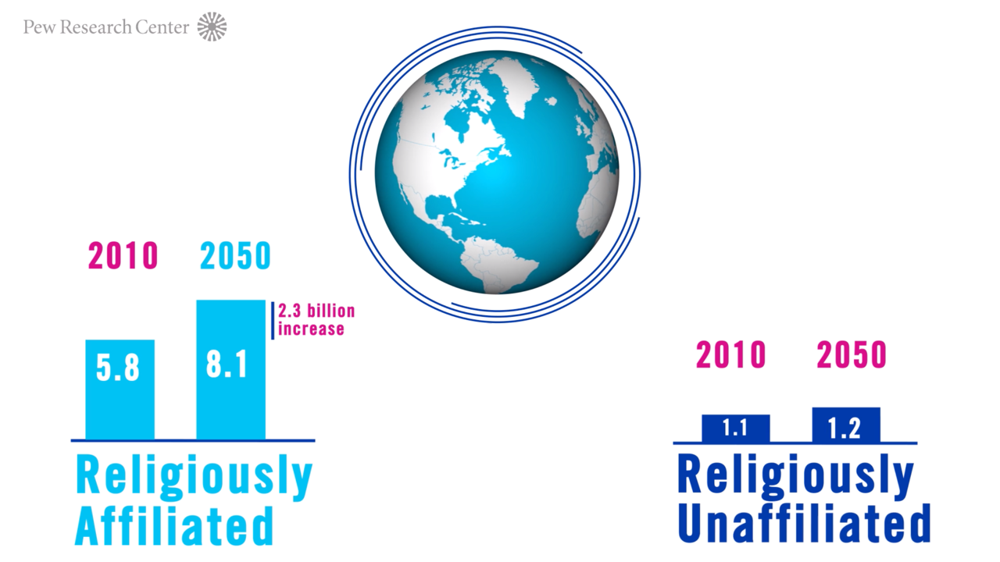 Pew Research Center
2010 2050
2.3 billion
increase
5.8 8.1
Religiously
Affiliated
2010 2050
1.1 1.2
Religiously
Unaffiliated